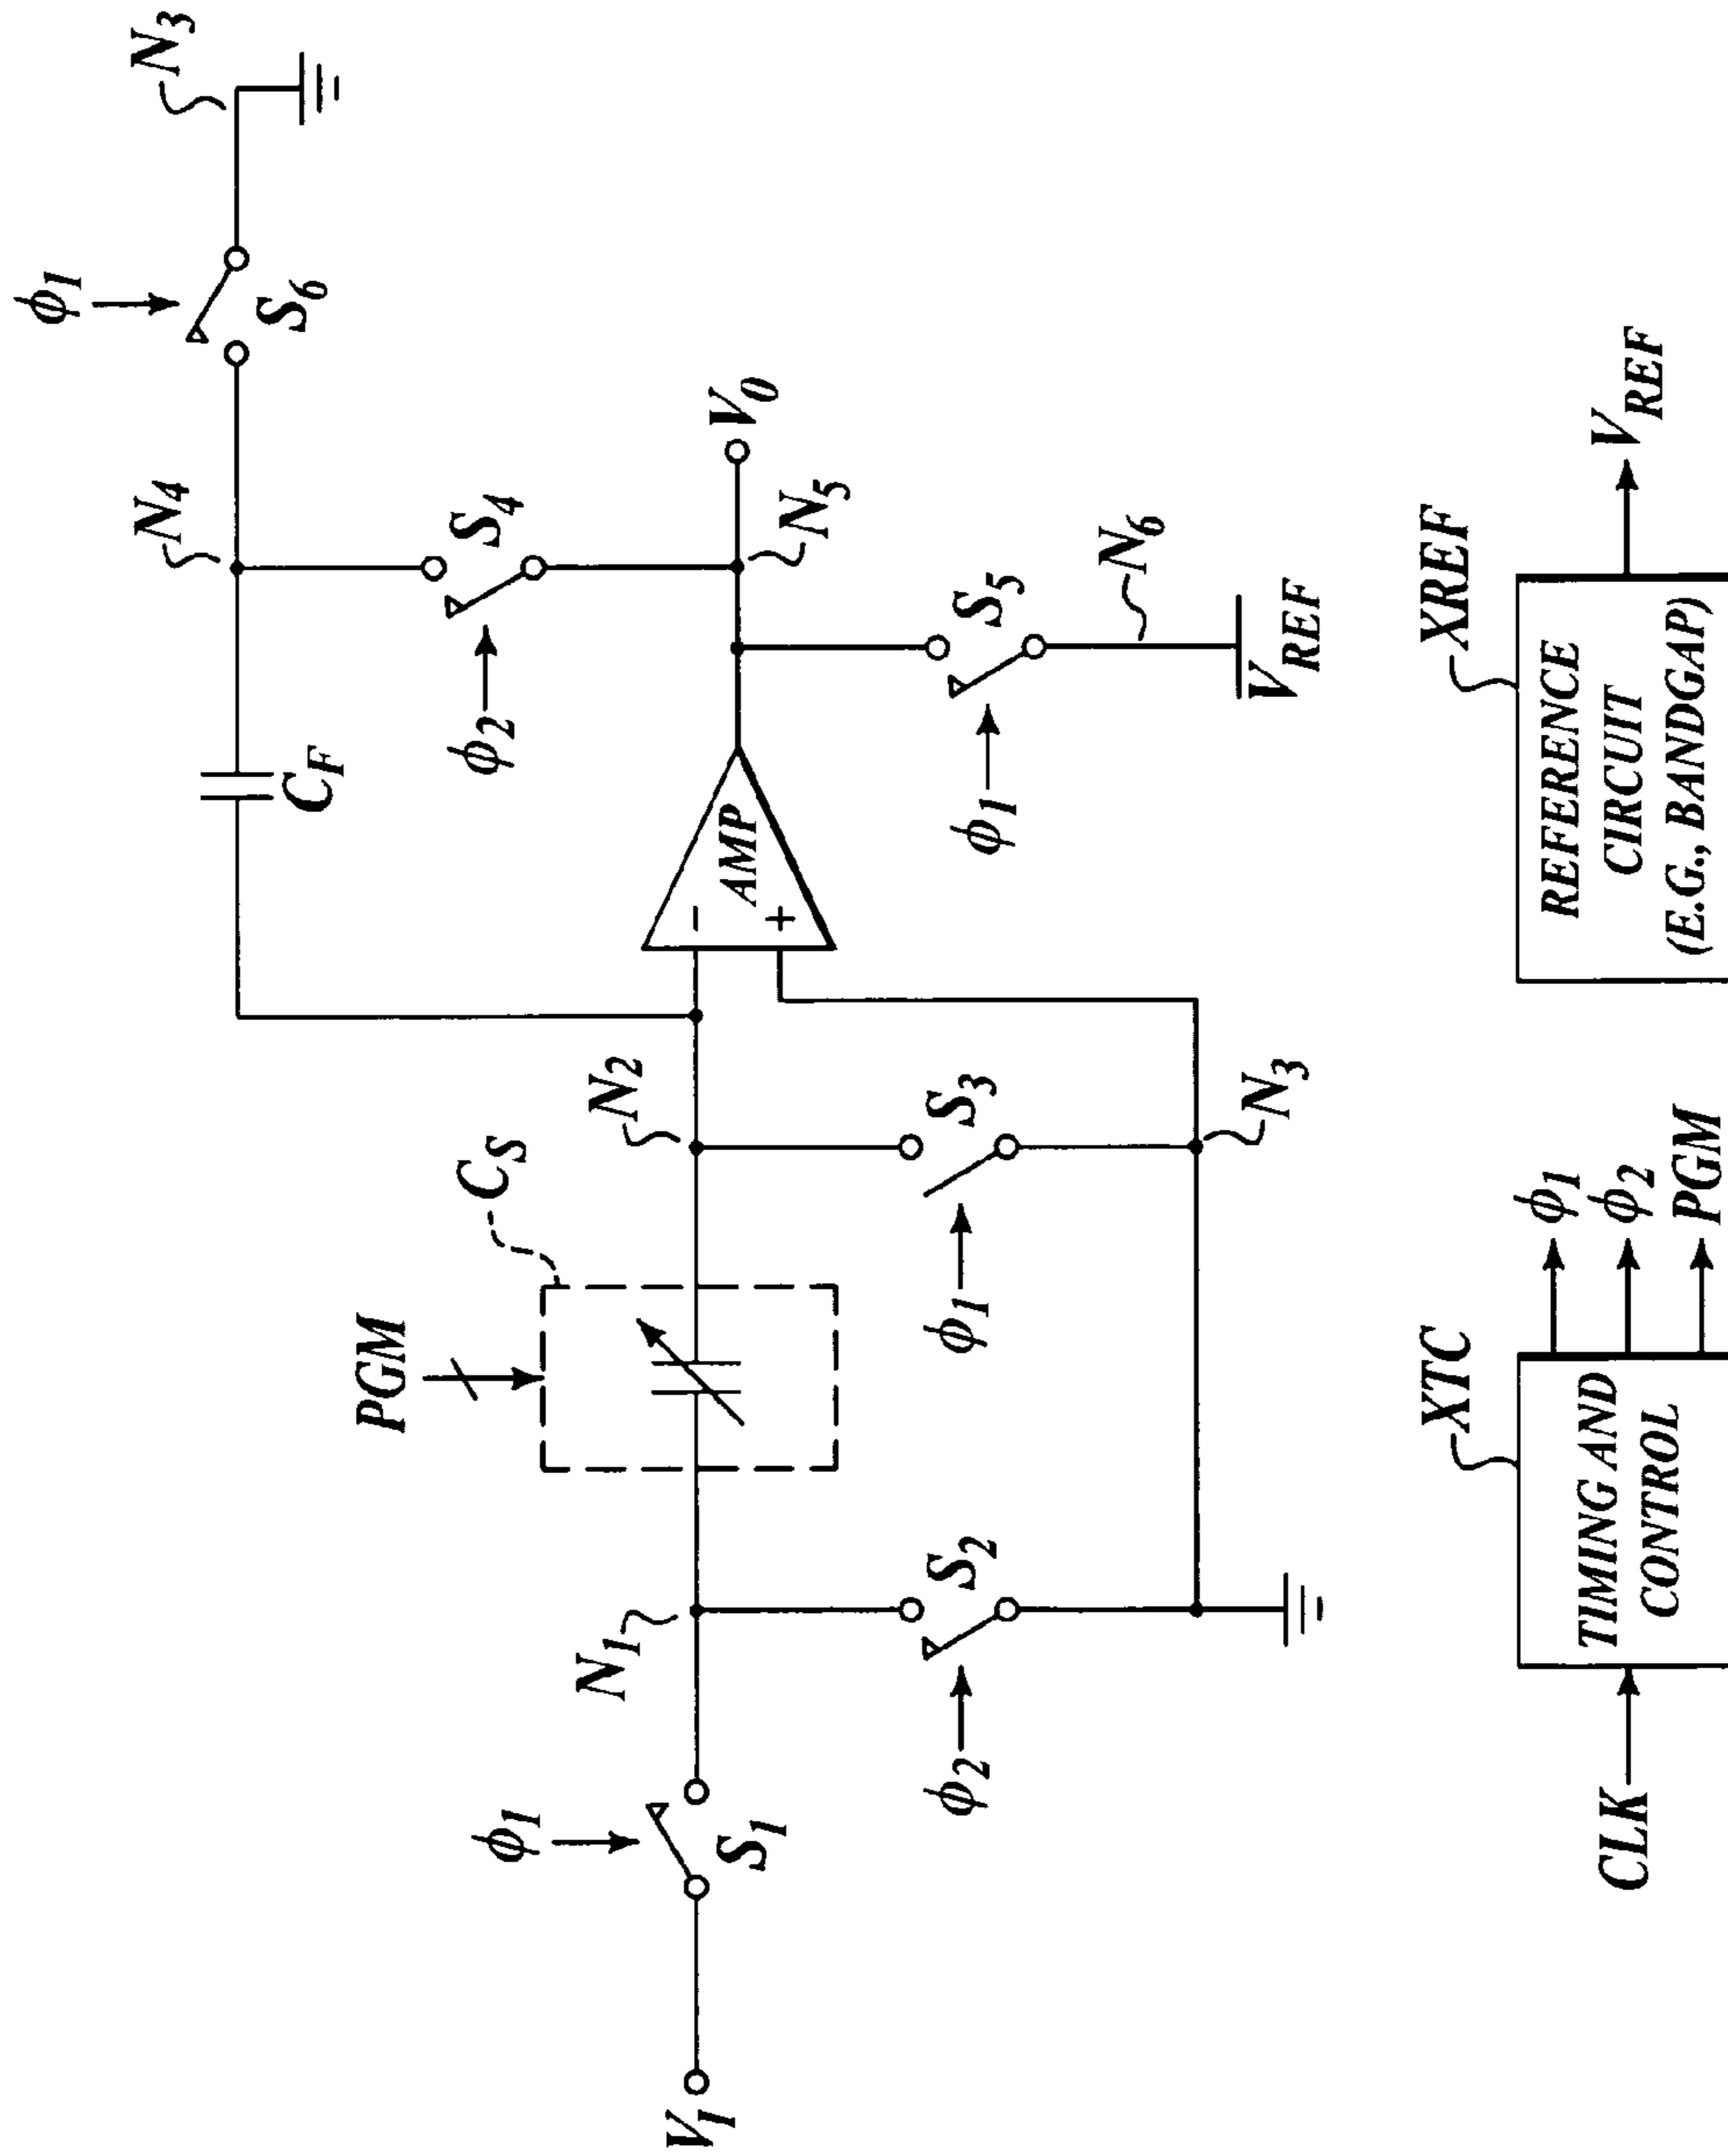 ϕ1
N3
S6
N4
CF
ϕ2
S4
V0
N5
AMP
-
+
ϕ1
S5
N6
VREF
PGM
CS
N2
N1
ϕ1
S1
VI
ϕ2
S2
ϕ1
S3
N3
CLK
XTC
TIMING AND
CONTROL
ϕ1
ϕ2
PGM
XREF
REFERENCE
CIRCUIT
(E.G., BANDGAP)
VREF